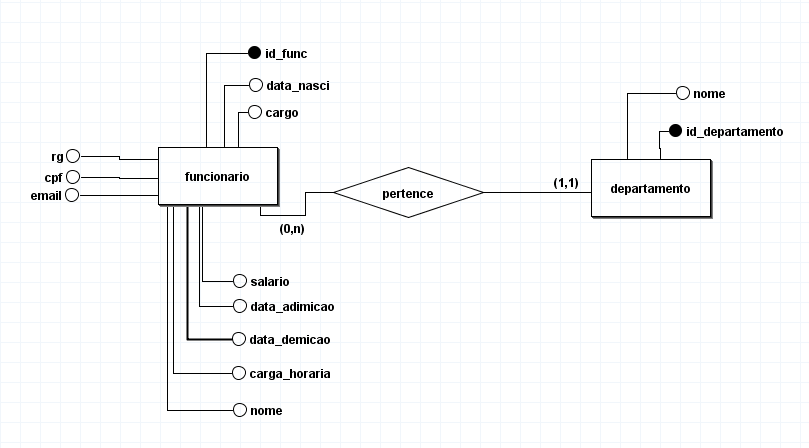 id_func
data_nasci
cargo
rg
cpf
email
funcionario
(0,n)
pertence
(1,1)
nome
id_departamento
departamento
salario
data_adimicao
data_demicao
carga_horaria
nome